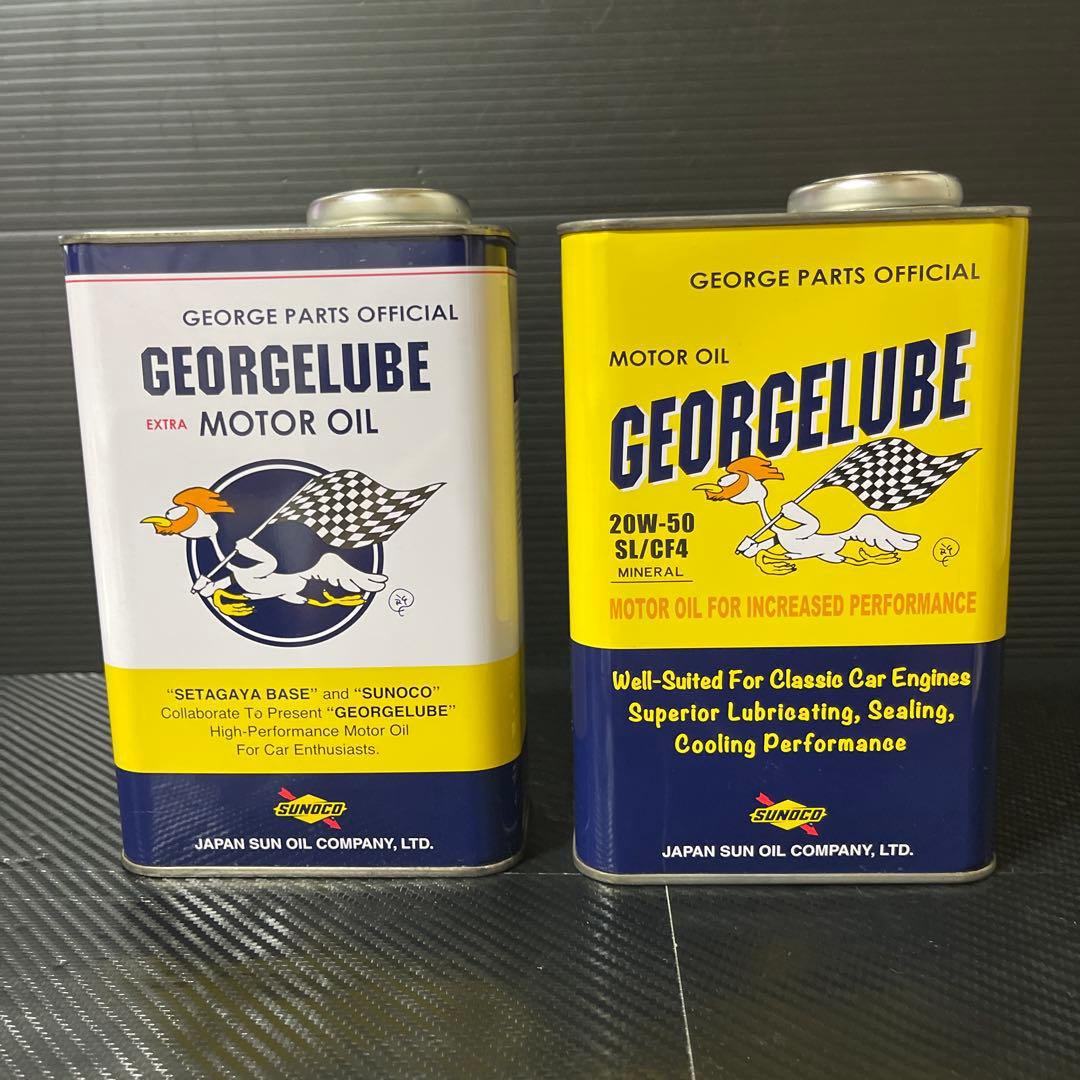 GEORGE PARTS OFFICIAL
GEORGELUBE
EXTRA MOTOR OIL
“SETAGAYA BASE” and “SUNOCO”
Collaborate To Present “GEORGELUBE”
High-Performance Motor Oil
For Car Enthusiasts.
SUNOCO
JAPAN SUN OIL COMPANY, LTD.
GEORGE PARTS OFFICIAL
MOTOR OIL
GEORGELUBE
20W-50
SL/CF4
MINERAL
MOTOR OIL FOR INCREASED PERFORMANCE
Well-Suited For Classic Car Engines
Superior Lubricating, Sealing,
Cooling Performance
SUNOCO
JAPAN SUN OIL COMPANY, LTD.